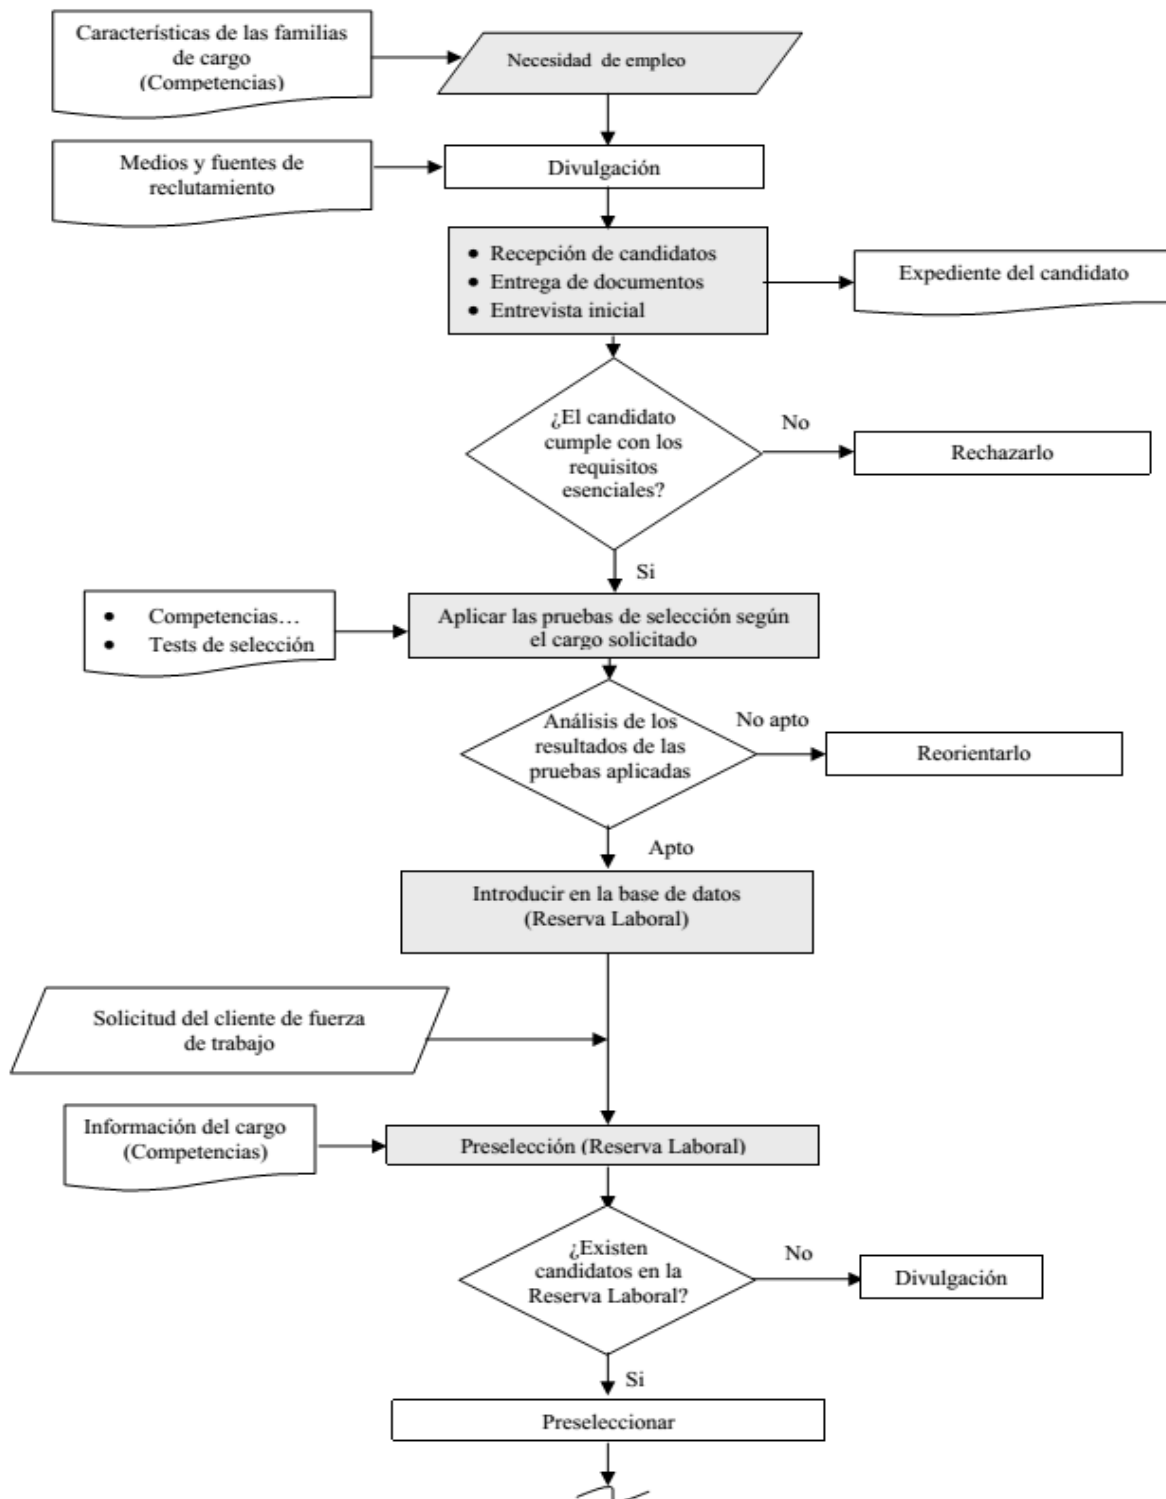 Características de las familias
de cargo
(Competencias)
Necesidad de empleo
Medios y fuentes de
reclutamiento
Divulgación
• Recepción de candidatos
• Entrega de documentos
• Entrevista inicial
Expediente del candidato
¿El candidato
cumple con los
requisitos
esenciales?
No
Rechazarlo
Si
• Competencias…
• Tests de selección
Aplicar las pruebas de selección según
el cargo solicitado
Análisis de los
resultados de las
pruebas aplicadas
No apto
Reorientarlo
Apto
Introducir en la base de datos
(Reserva Laboral)
Solicitud del cliente de fuerza
de trabajo
Información del cargo
(Competencias)
Preselección (Reserva Laboral)
¿Existen
candidatos en la
Reserva Laboral?
No
Divulgación
Si
Preseleccionar